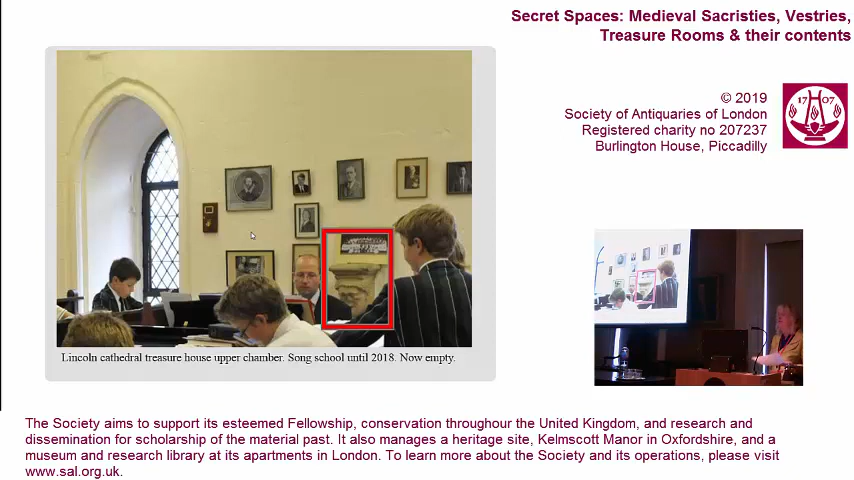 Secret Spaces: Medieval Sacristies, Vestries,
Treasure Rooms & their contents
© 2019
Society of Antiquaries of London
Registered charity no 207237
Burlington House, Piccadilly
17 07
Lincoln cathedral treasure house upper chamber. Song school until 2018. Now empty.
The Society aims to support its esteemed Fellowship, conservation throughour the United Kingdom, and research and
dissemination for scholarship of the material past. It also manages a heritage site, Kelmscott Manor in Oxfordshire, and a
museum and research library at its apartments in London. To learn more about the Society and its operations, please visit
www.sal.org.uk.